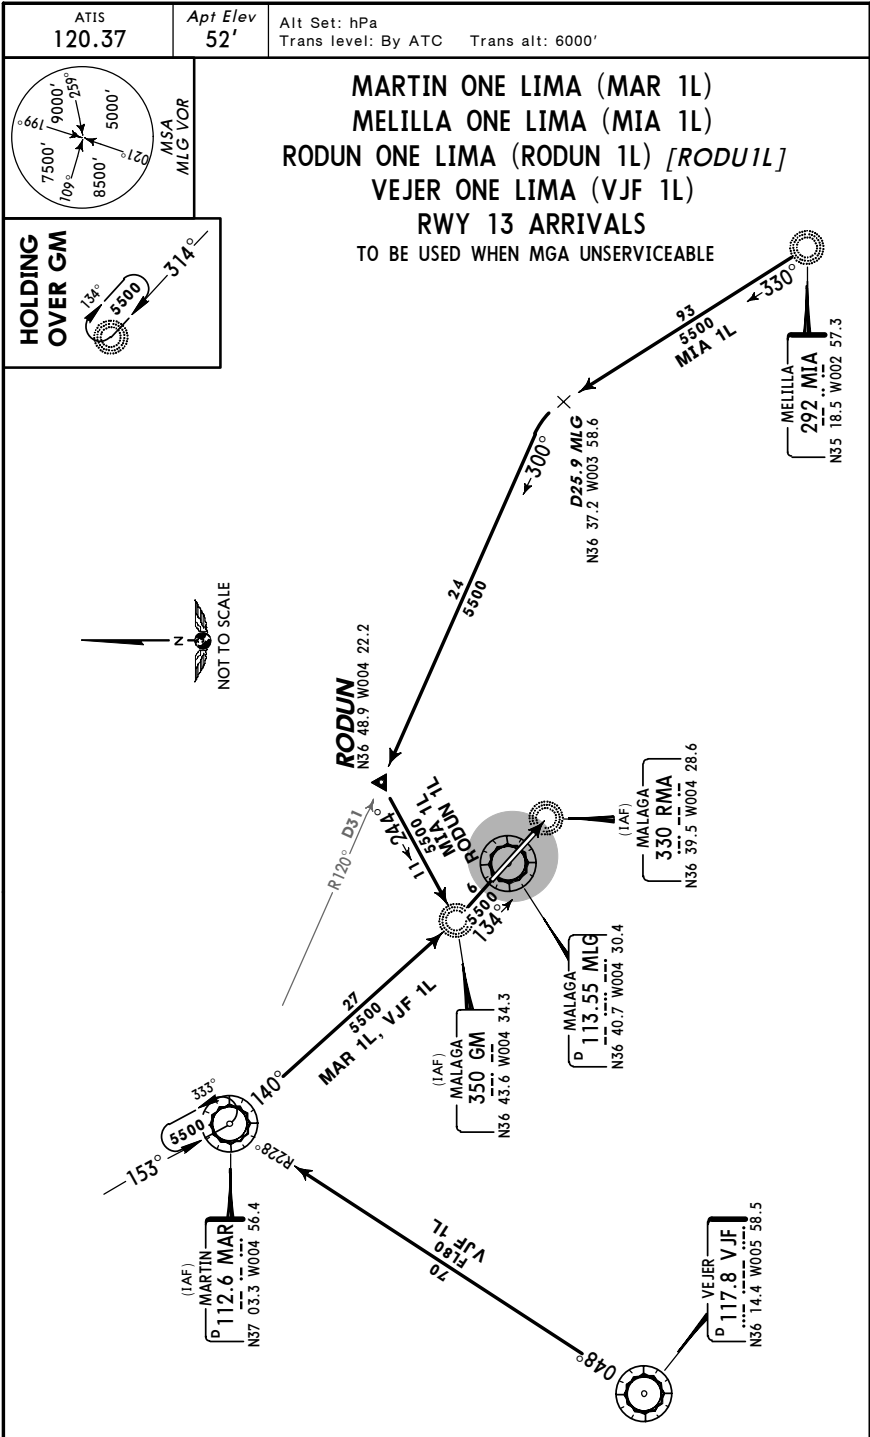 ATIS
120.37
Apt Elev
52'
Alt Set: hPa
Trans level: By ATC Trans alt: 6000'
MARTIN ONE LIMA (MAR 1L)
MELILLA ONE LIMA (MIA 1L)
RODUN ONE LIMA (RODUN 1L) [RODU1L]
VEJER ONE LIMA (VJF 1L)
RWY 13 ARRIVALS
TO BE USED WHEN MGA UNSERVICEABLE
MSA
MLG VOR
259°
5000'
021°
8500'
109°
7500'
199°
9000'
HOLDING
OVER GM
134°
5500
314°
330°
93
5500
MIA 1L
MELILLA
292 MIA
N35 18.5 W002 57.3
D25.9 MLG
N36 37.2 W003 58.6
300°
24
5500
N
NOT TO SCALE
RODUN
N36 48.9 W004 22.2
R120° D31
244°
11
5500
MIA 1L
RODUN 1L
6
5500
134°
(IAF)
MALAGA
330 RMA
N36 39.5 W004 28.6
MALAGA
D 113.55 MLG
N36 40.7 W004 30.4
(IAF)
MALAGA
350 GM
N36 43.6 W004 34.3
27
5500
MAR 1L, VJF 1L
140°
333°
5500
153°
R228°
(IAF)
MARTIN
D 112.6 MAR
N37 03.3 W004 56.4
70
FL80
VJF 1L
048°
VEJER
D 117.8 VJF
N36 14.4 W005 58.5